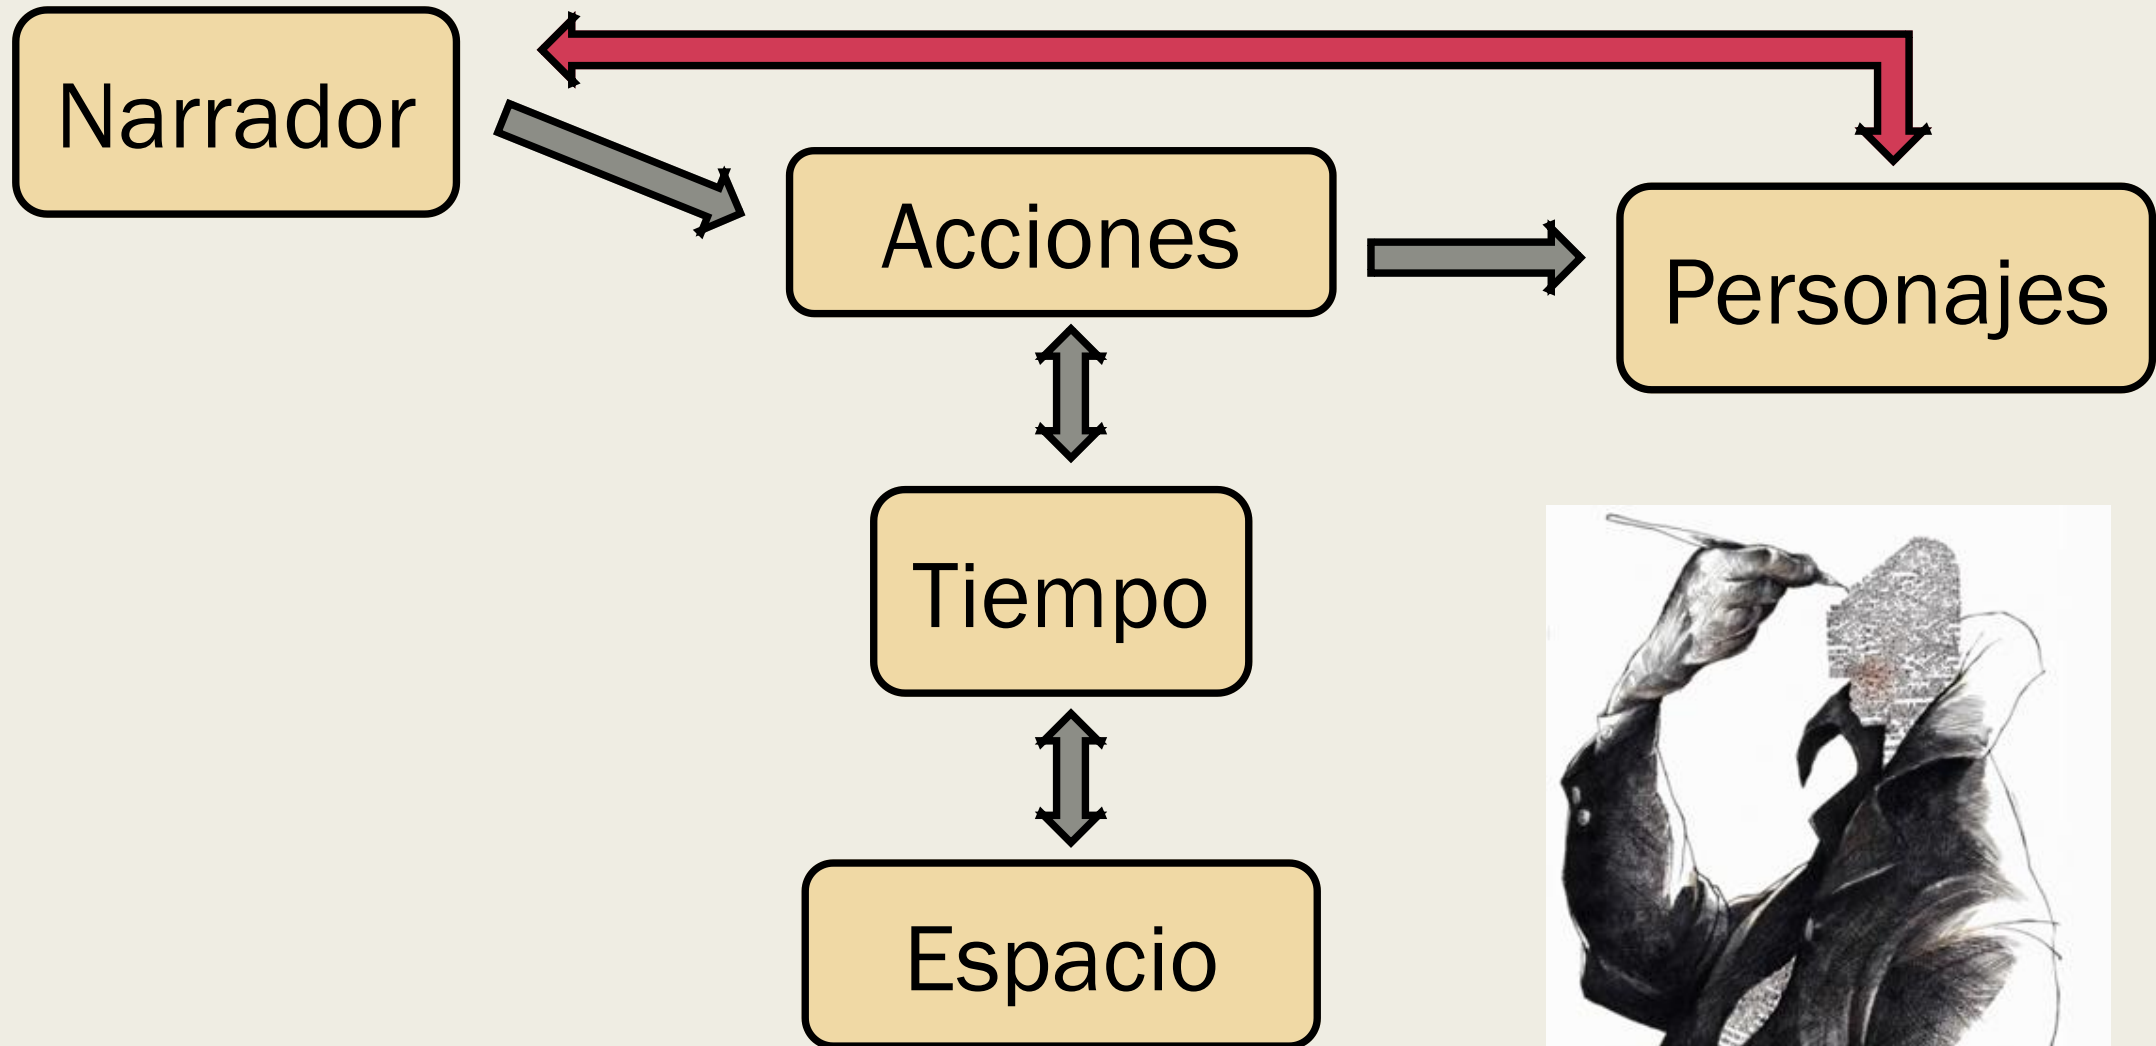 Narrador
Acciones
Personajes
Tiempo
Espacio